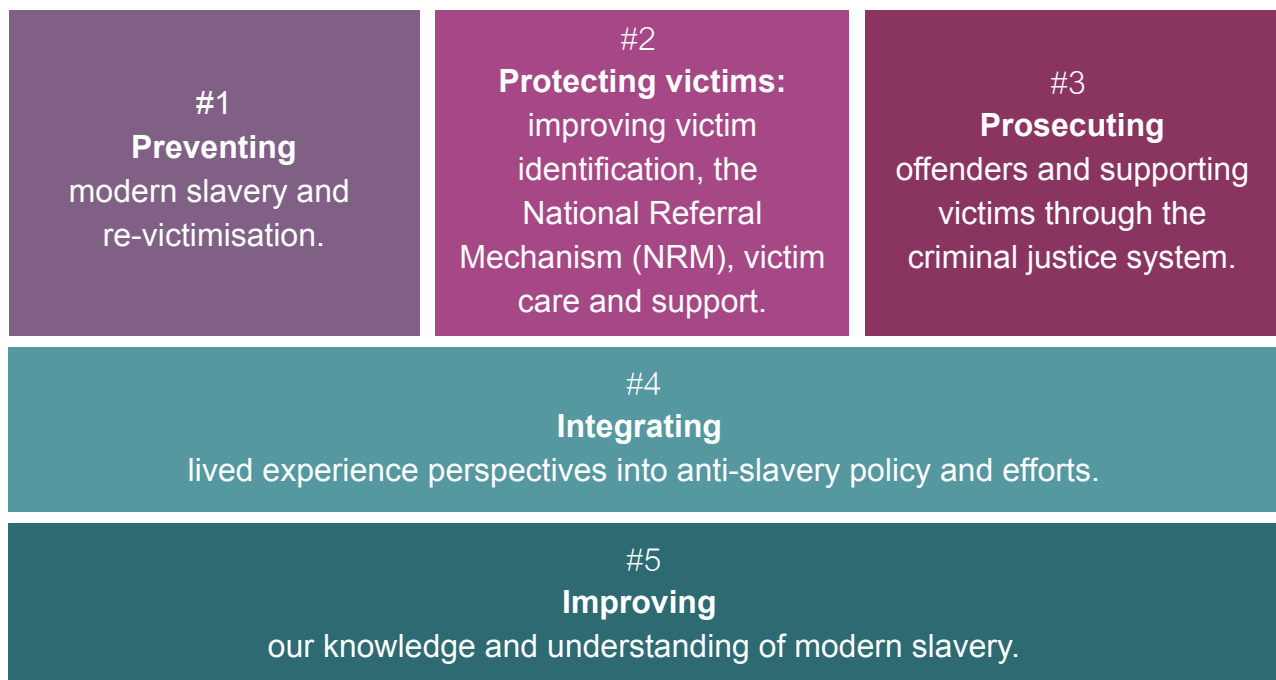 #1
Preventing
modern slavery and
re-victimisation.
#2
Protecting victims:
improving victim
identification, the
National Referral
Mechanism (NRM), victim
care and support.
#3
Prosecuting
offenders and supporting
victims through the
criminal justice system.
#4
Integrating
lived experience perspectives into anti-slavery policy and efforts.
#5
Improving
our knowledge and understanding of modern slavery.